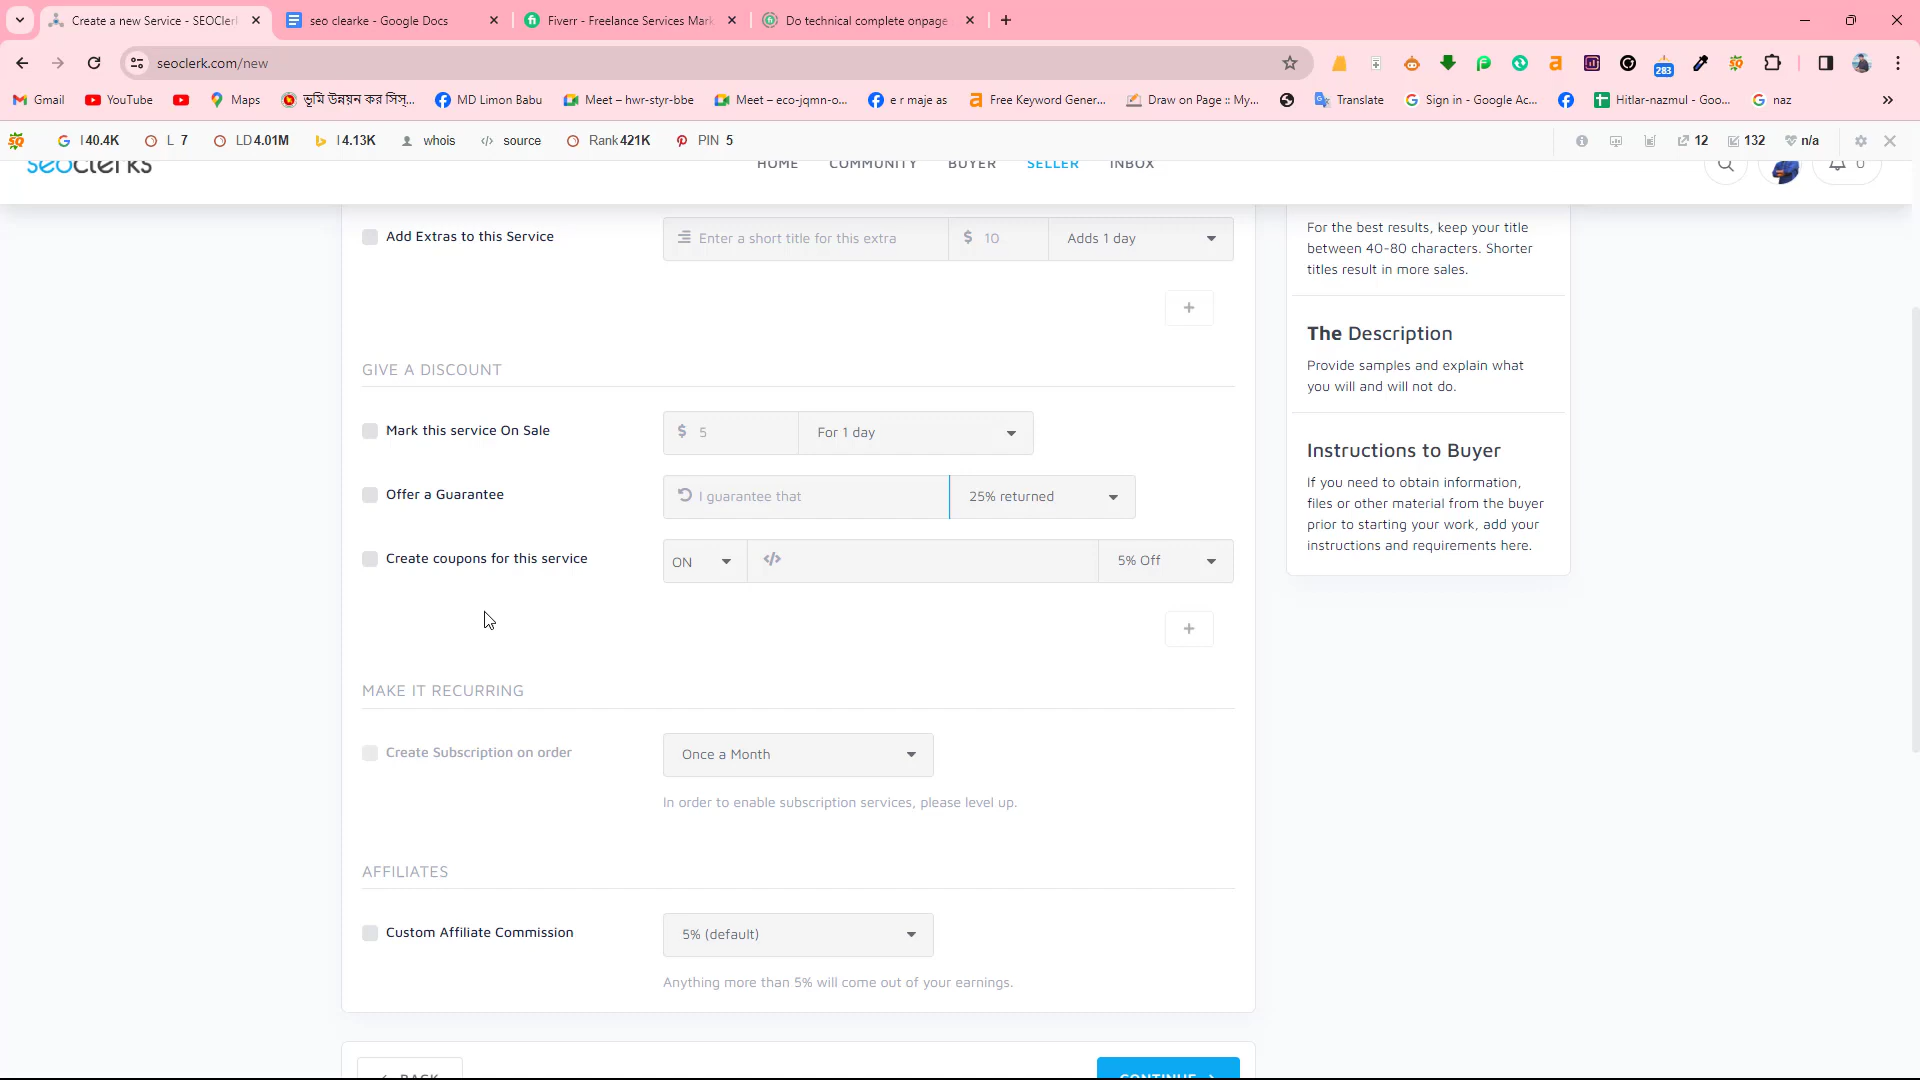 Create a new Service - SEOCler
seo clearke - Google Docs
Fiverr - Freelance Services Mark
Do technical complete onpage
seoclerk.com/new
283
Gmail
YouTube
Maps
ভূমি উন্নয়ন কর সিস্...
MD Limon Babu
Meet – hwr-styr-bbe
Meet – eco-jqmn-o...
e r maje as
Free Keyword Gener...
Draw on Page :: My...
Translate
Sign in - Google Ac...
Hitlar-nazmul - Goo...
naz
I 40.4K
L 7
LD 4.01M
I 4.13K
whois
source
Rank 421K
PIN 5
12
132
n/a
seoclerks
HOME
COMMUNITY
BUYER
SELLER
INBOX
0
Add Extras to this Service
Enter a short title for this extra
$ 10
Adds 1 day
+
GIVE A DISCOUNT
Mark this service On Sale
$ 5
For 1 day
Offer a Guarantee
I guarantee that
25% returned
Create coupons for this service
ON
</>
5% Off
+
MAKE IT RECURRING
Create Subscription on order
Once a Month
In order to enable subscription services, please level up.
AFFILIATES
Custom Affiliate Commission
5% (default)
Anything more than 5% will come out of your earnings.
BACK
CONTINUE
For the best results, keep your title
between 40-80 characters. Shorter
titles result in more sales.
The Description
Provide samples and explain what
you will and will not do.
Instructions to Buyer
If you need to obtain information,
files or other material from the buyer
prior to starting your work, add your
instructions and requirements here.